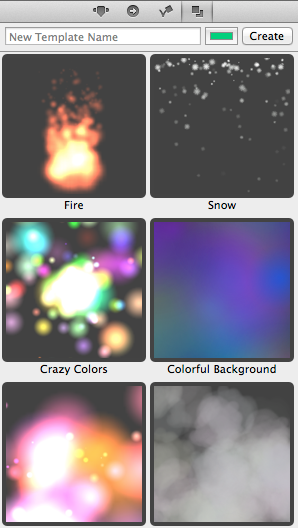 New Template Name
Create
Fire
Snow
Crazy Colors
Colorful Background